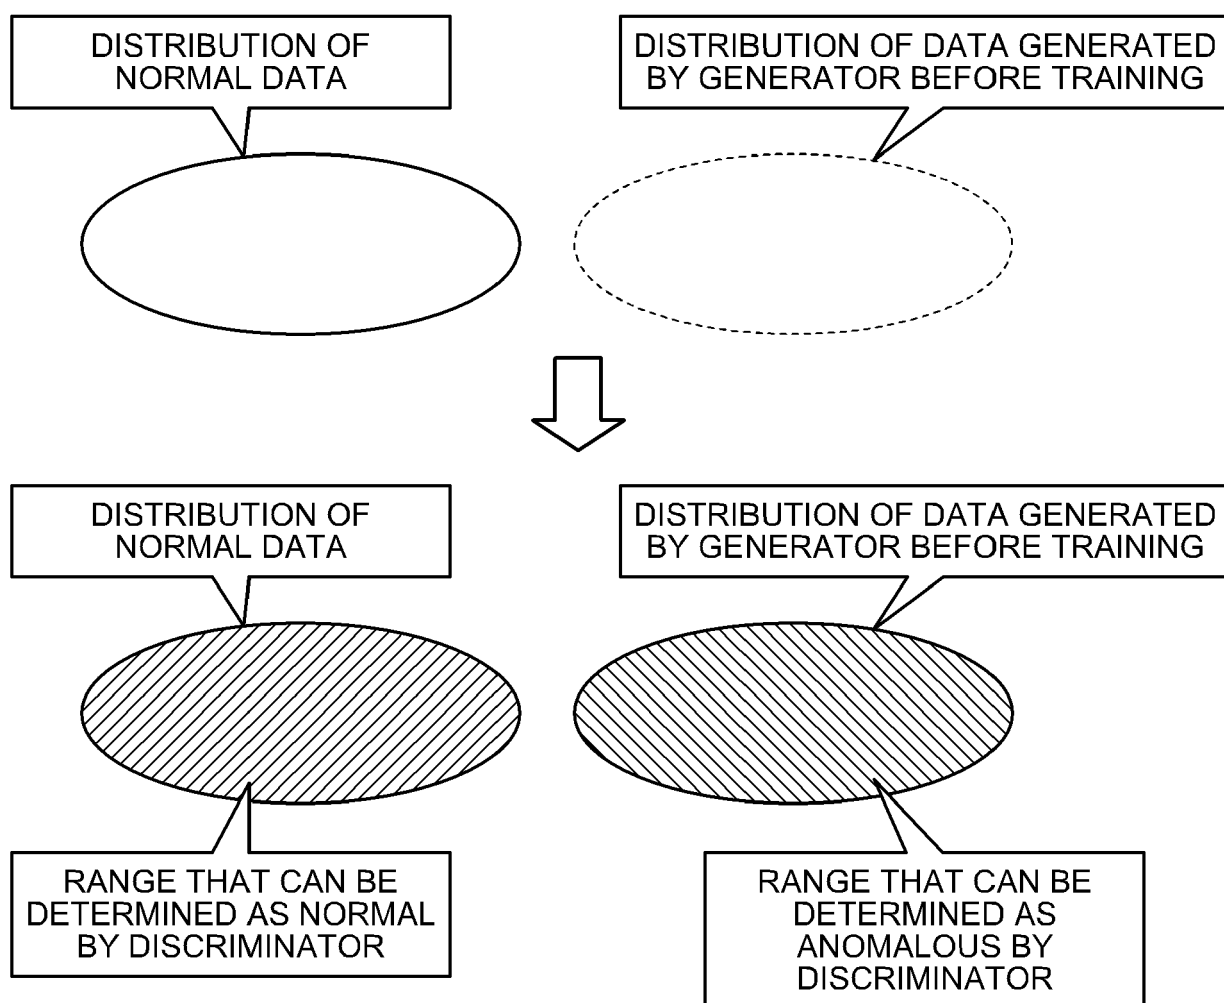 DISTRIBUTION OF
NORMAL DATA
DISTRIBUTION OF DATA GENERATED
BY GENERATOR BEFORE TRAINING
DISTRIBUTION OF
NORMAL DATA
DISTRIBUTION OF DATA GENERATED
BY GENERATOR BEFORE TRAINING
RANGE THAT CAN BE
DETERMINED AS NORMAL
BY DISCRIMINATOR
RANGE THAT CAN BE
DETERMINED AS
ANOMALOUS BY
DISCRIMINATOR